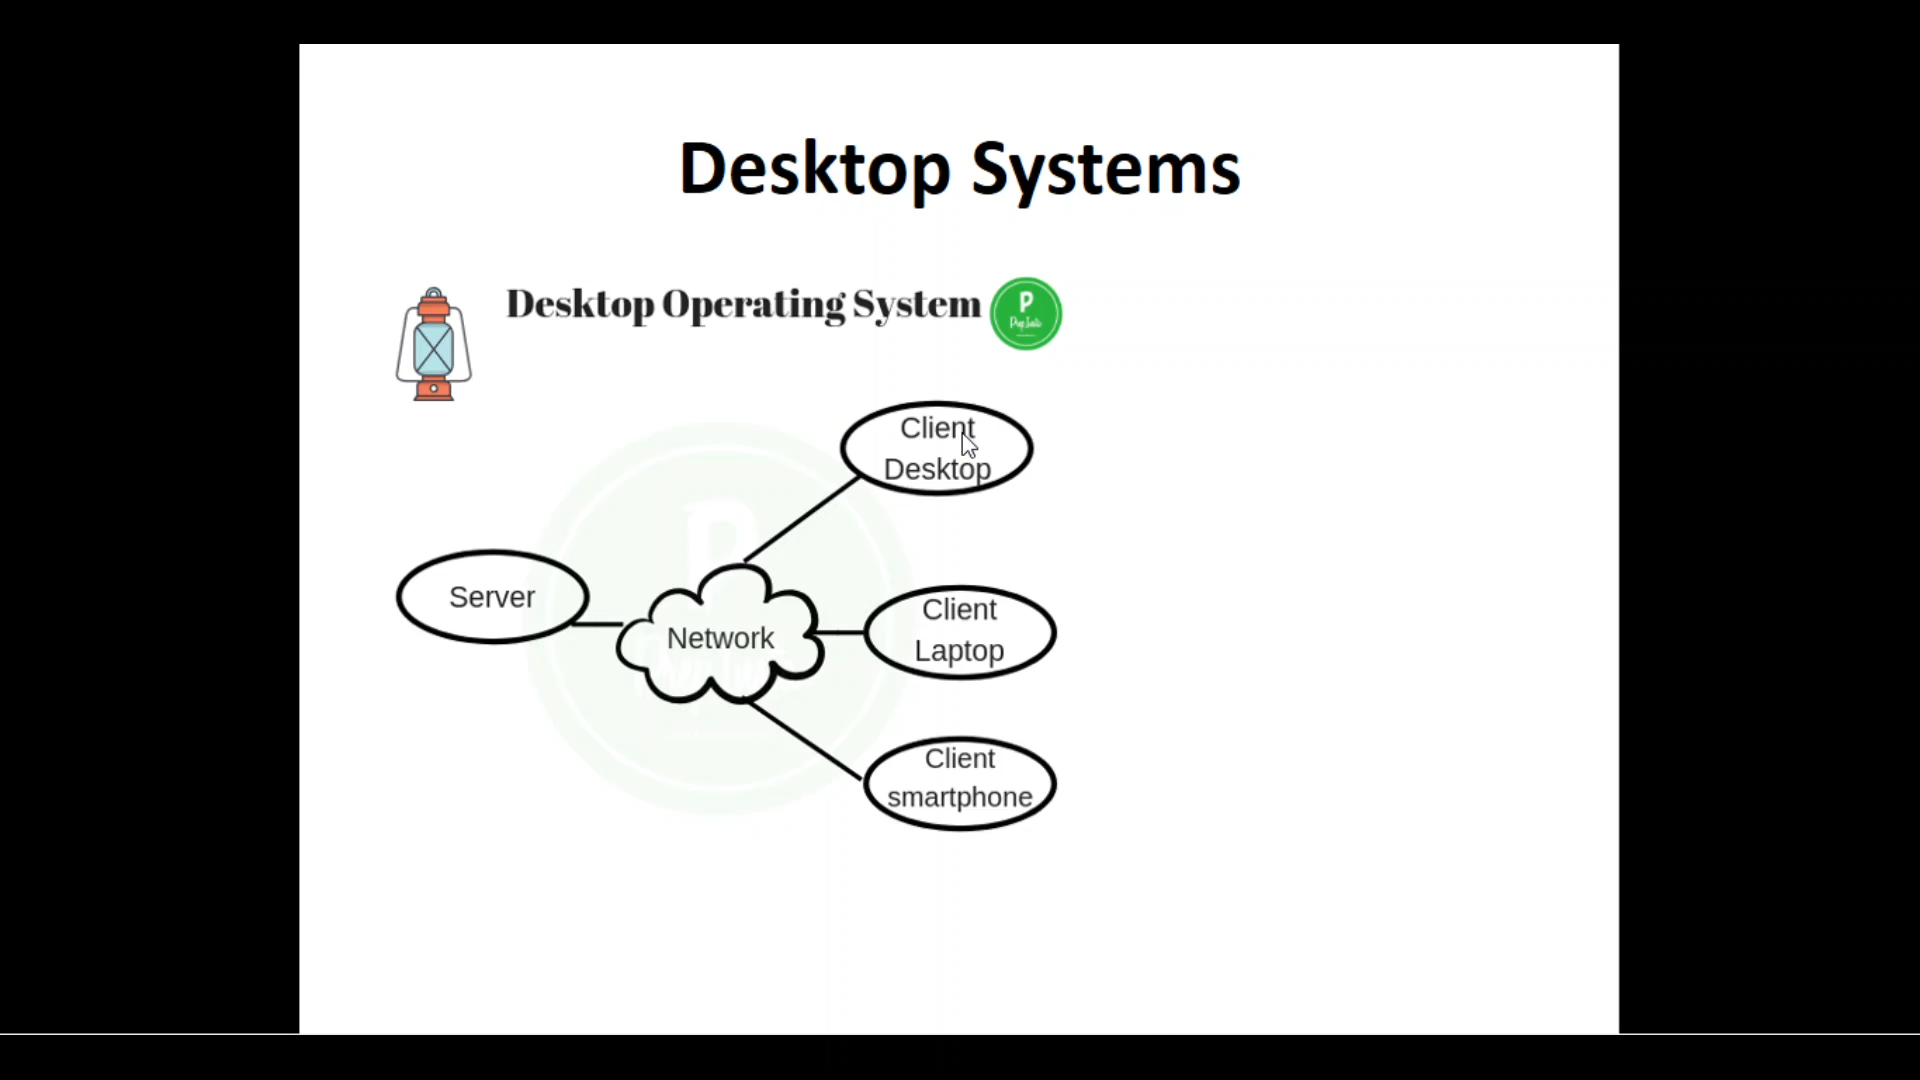 Desktop Systems
Desktop Operating System
P
Client
Desktop
Server
Network
Client
Laptop
Client
smartphone